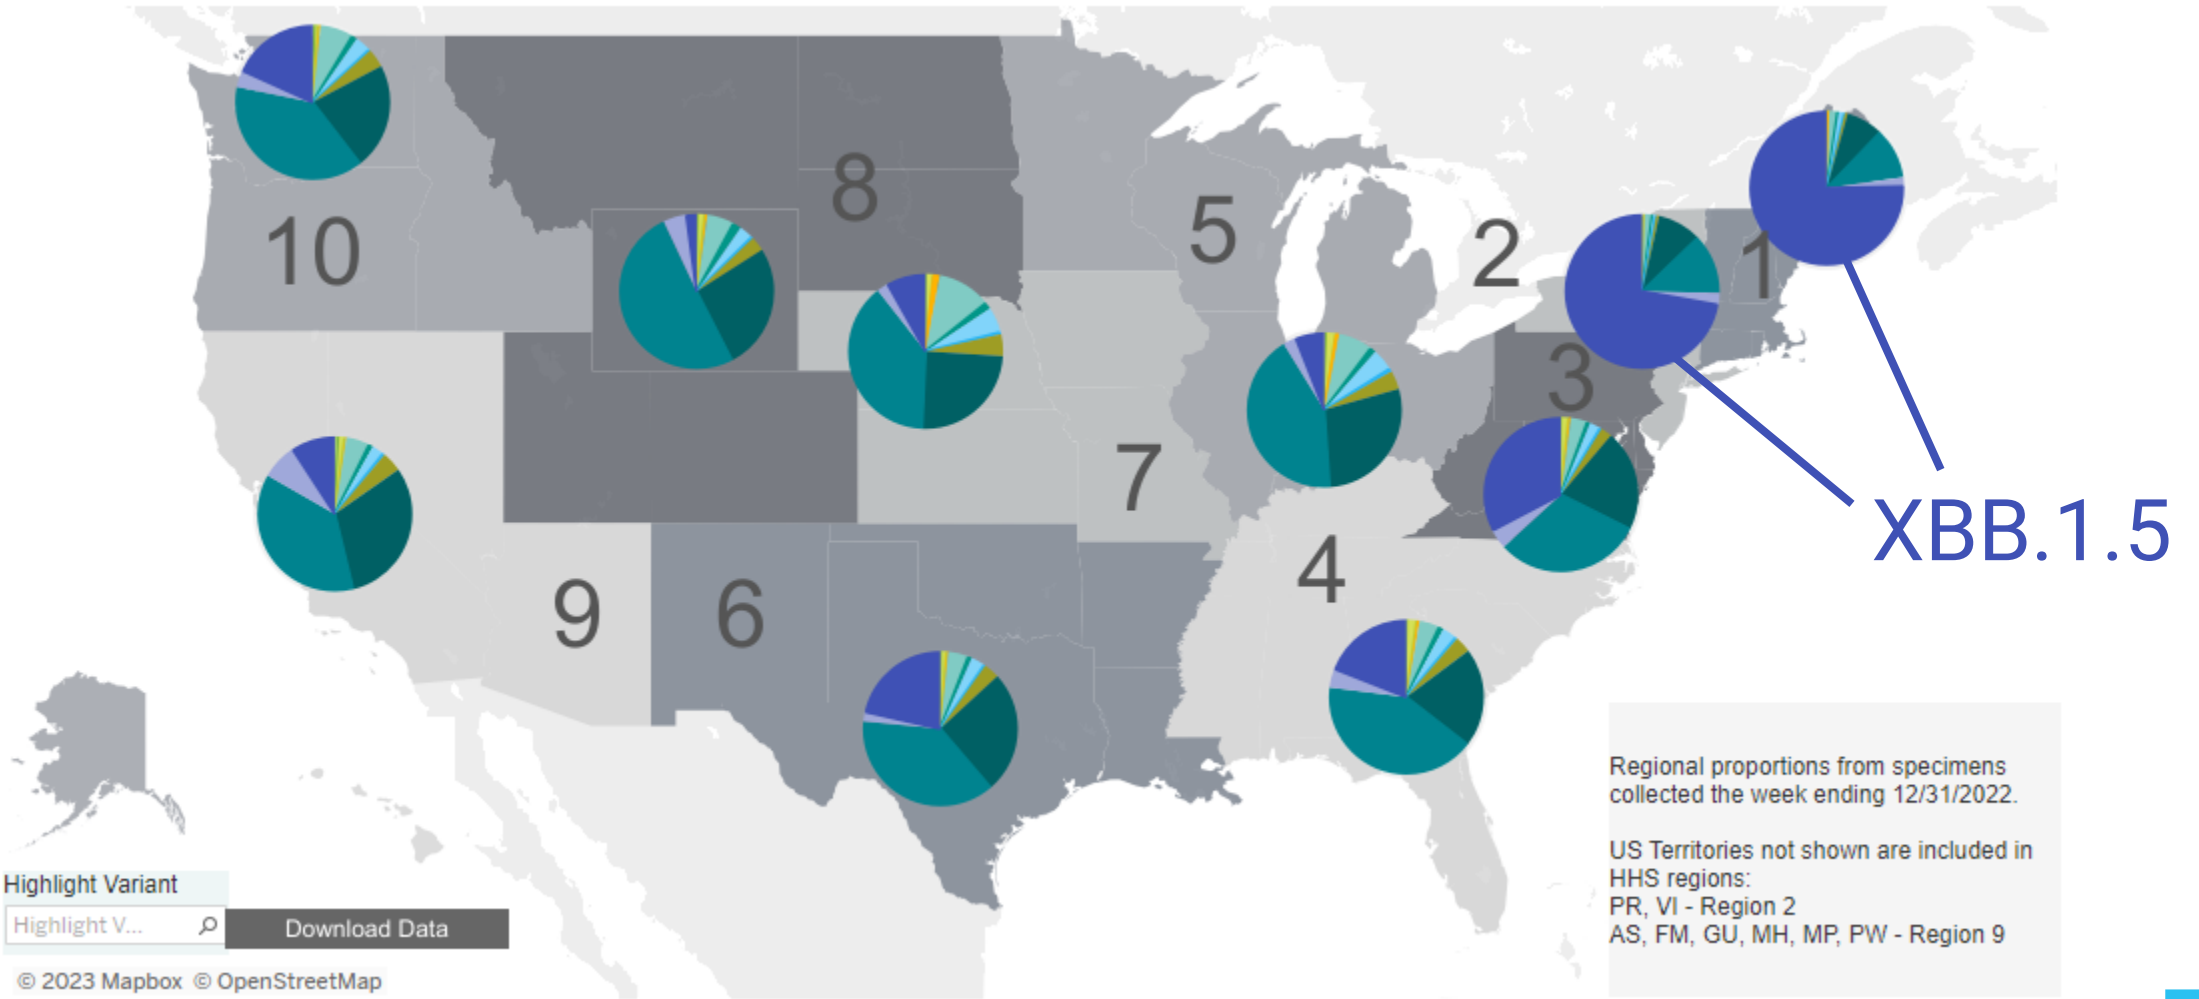 8
5
10
2
1
3
7
4
9
6
XBB.1.5
Regional proportions from specimens
collected the week ending 12/31/2022.
US Territories not shown are included in
HHS regions:
PR, VI - Region 2
AS, FM, GU, MH, MP, PW - Region 9
Highlight Variant
Highlight V...
Download Data
© 2023 Mapbox © OpenStreetMap